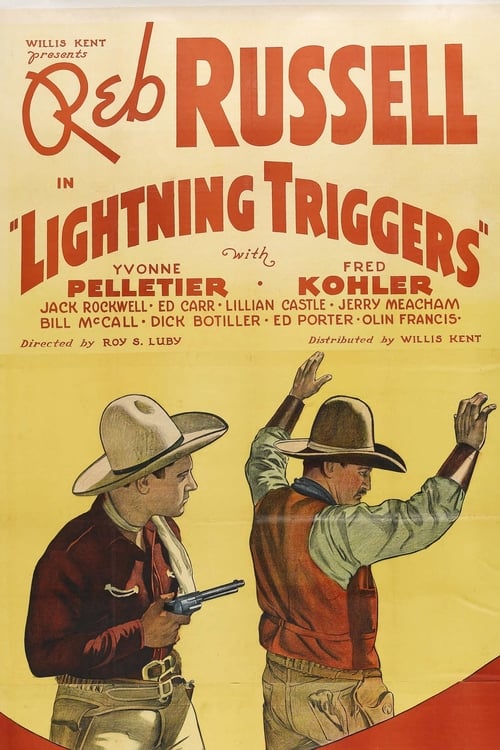 WILLIS KENT
presents
Reb RUSSELL
IN
"LIGHTNING TRIGGERS"
with
YVONNE PELLETIER · FRED KOHLER
JACK ROCKWELL · ED CARR · LILLIAN CASTLE · JERRY MEACHAM
BILL McCALL · DICK BOTILLER · ED PORTER · OLIN FRANCIS ·
Directed by ROY S. LUBY
Distributed by WILLIS KENT